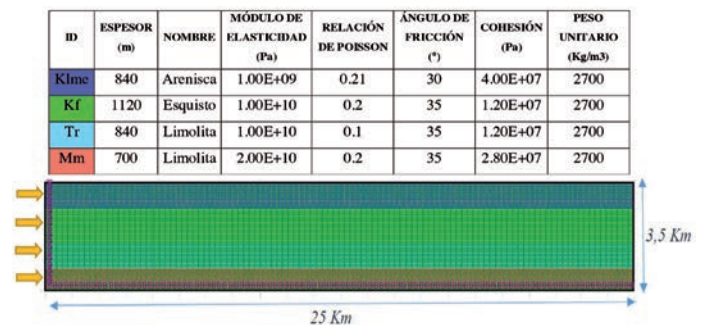 ID ESPESOR (m) NOMBRE MÓDULO DE ELASTICIDAD (Pa) RELACIÓN DE POISSON ÁNGULO DE FRICCIÓN (°) COHESIÓN (Pa) PESO UNITARIO (Kg/m3)
Klmc 840 Arenisca 1.00E+09 0.21 30 4.00E+07 2700
Kf 1120 Esquisto 1.00E+10 0.2 35 1.20E+07 2700
Tr 840 Limolita 1.00E+10 0.1 35 1.20E+07 2700
Mm 700 Limolita 2.00E+10 0.2 35 2.80E+07 2700
3,5 Km
25 Km